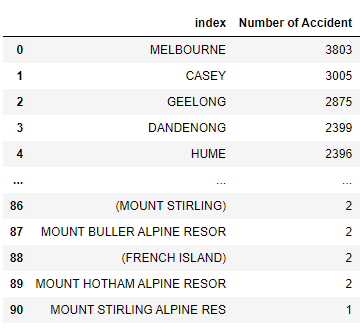 index Number of Accident
0 MELBOURNE 3803
1 CASEY 3005
2 GEELONG 2875
3 DANDENONG 2399
4 HUME 2396
... ... ...
86 (MOUNT STIRLING) 2
87 MOUNT BULLER ALPINE RESOR 2
88 (FRENCH ISLAND) 2
89 MOUNT HOTHAM ALPINE RESOR 2
90 MOUNT STIRLING ALPINE RES 1